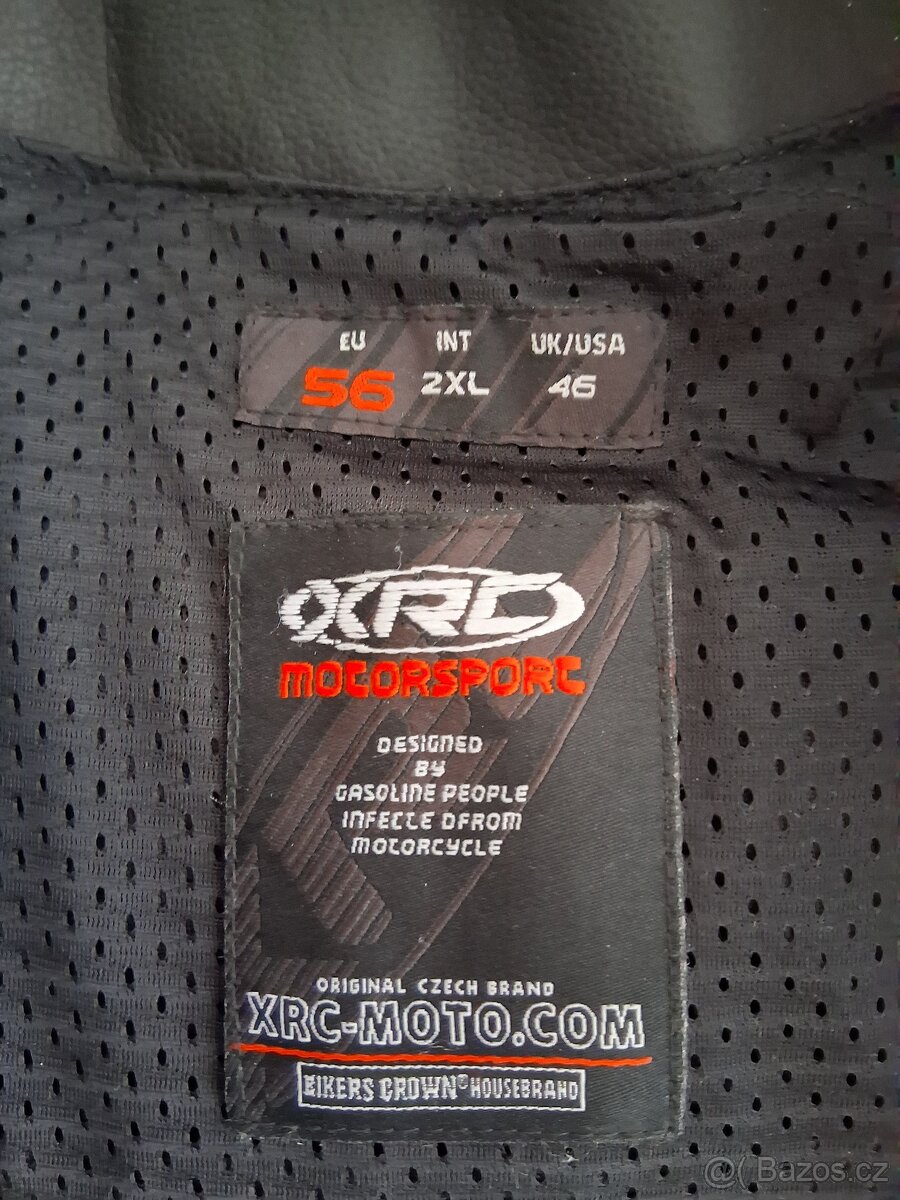 EU INT UK/USA
56 2XL 46
XRC
MOTORSPORT
DESIGNED
BY
GASOLINE PEOPLE
INFECTE DFROM
MOTORCYCLE
ORIGINAL CZECH BRAND
XRC-MOTO.COM
BIKERS CROWN® HOUSEBRAND
@( Bazos.cz